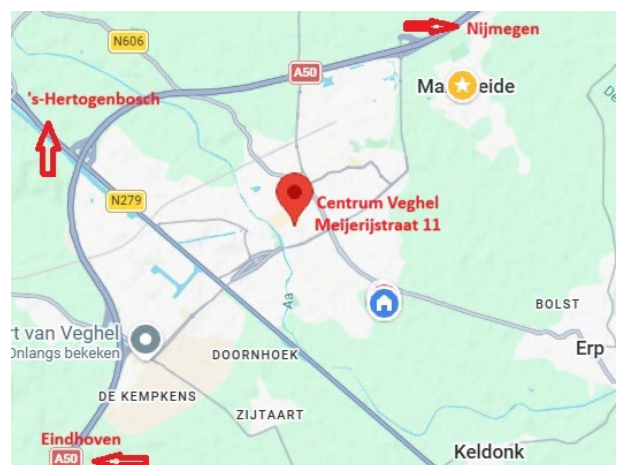 N606
Nijmegen
A50
Ma eide
's-Hertogenbosch
N279
Centrum Veghel
Meijerijstraat 11
Aa
BOLST
t van Veghel
Onlangs bekeken
DOORNHOEK
Erp
DE KEMPKENS
ZIJTAART
Eindhoven
A50
Keldonk